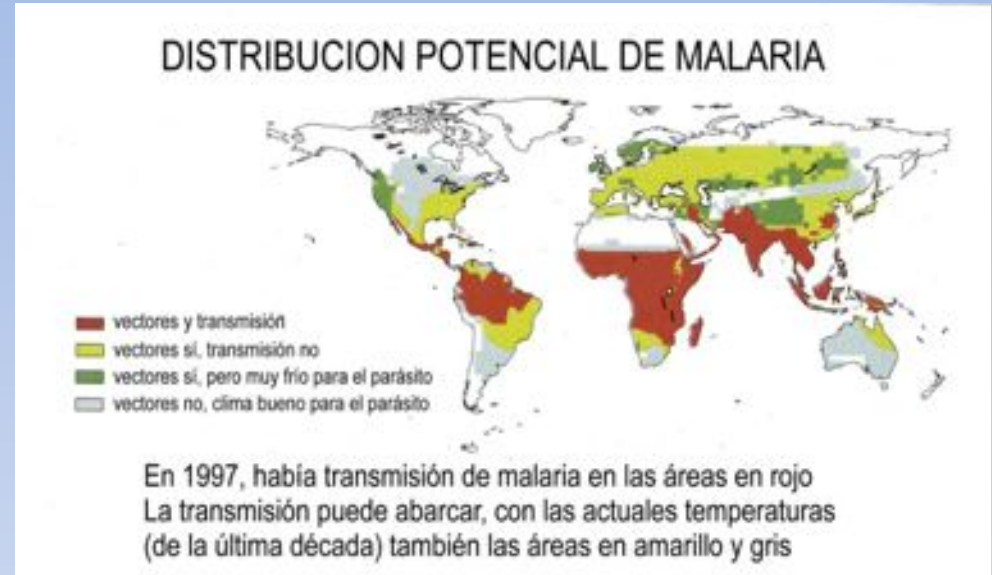 DISTRIBUCION POTENCIAL DE MALARIA
vectores y transmisión
vectores sí, transmisión no
vectores sí, pero muy frio para el parásito
vectores no, clima bueno para el parásito
En 1997, había transmisión de malaria en las áreas en rojo
La transmisión puede abarcar, con las actuales temperaturas
(de la última década) también las áreas en amarillo y gris